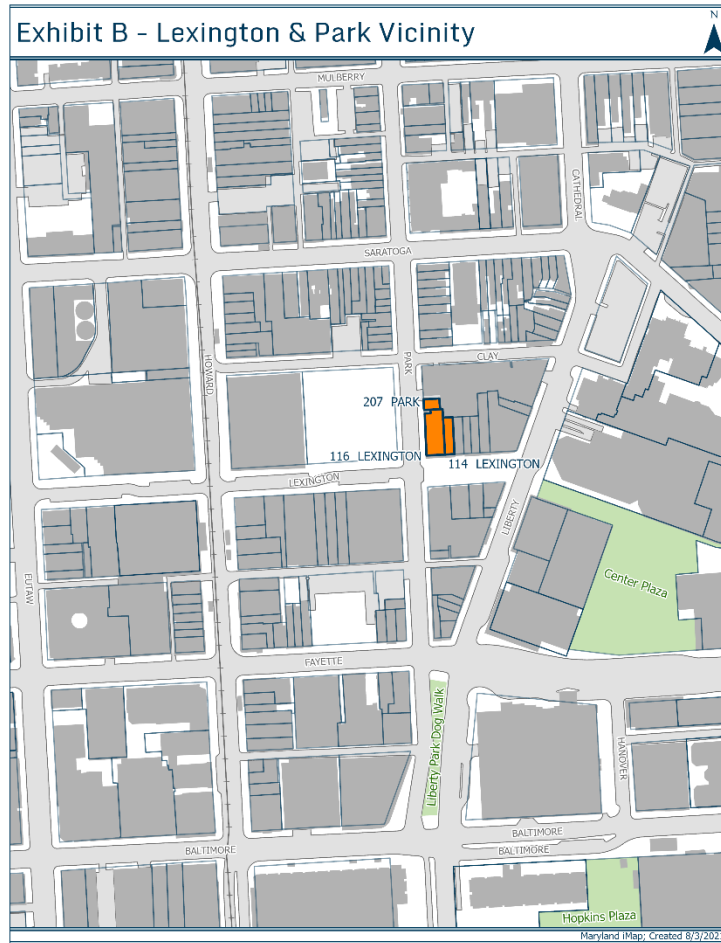 Exhibit B - Lexington & Park Vicinity
N
MULBERRY
CATHEDRAL
SARATOGA
HOWARD
PARK
CLAY
207 PARK
116 LEXINGTON
114 LEXINGTON
LEXINGTON
LIBERTY
EUTAW
Center Plaza
FAYETTE
Liberty Park Dog Walk
HANOVER
BALTIMORE
BALTIMORE
BALTIMORE
Hopkins Plaza
Maryland iMap; Created 8/3/202